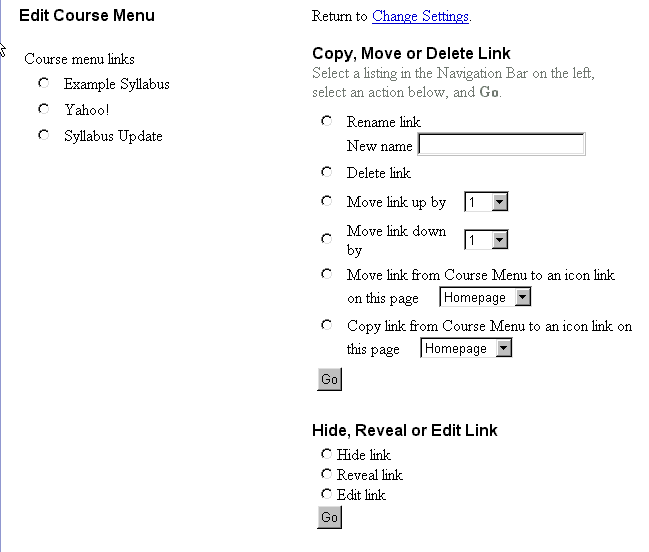 Edit Course Menu
Course menu links
Example Syllabus
Yahoo!
Syllabus Update
Return to Change Settings.
Copy, Move or Delete Link
Select a listing in the Navigation Bar on the left,
select an action below, and Go.
Rename link
New name
Delete link
Move link up by 1
Move link down
by 1
Move link from Course Menu to an icon link
on this page Homepage
Copy link from Course Menu to an icon link on
this page Homepage
Go
Hide, Reveal or Edit Link
Hide link
Reveal link
Edit link
Go